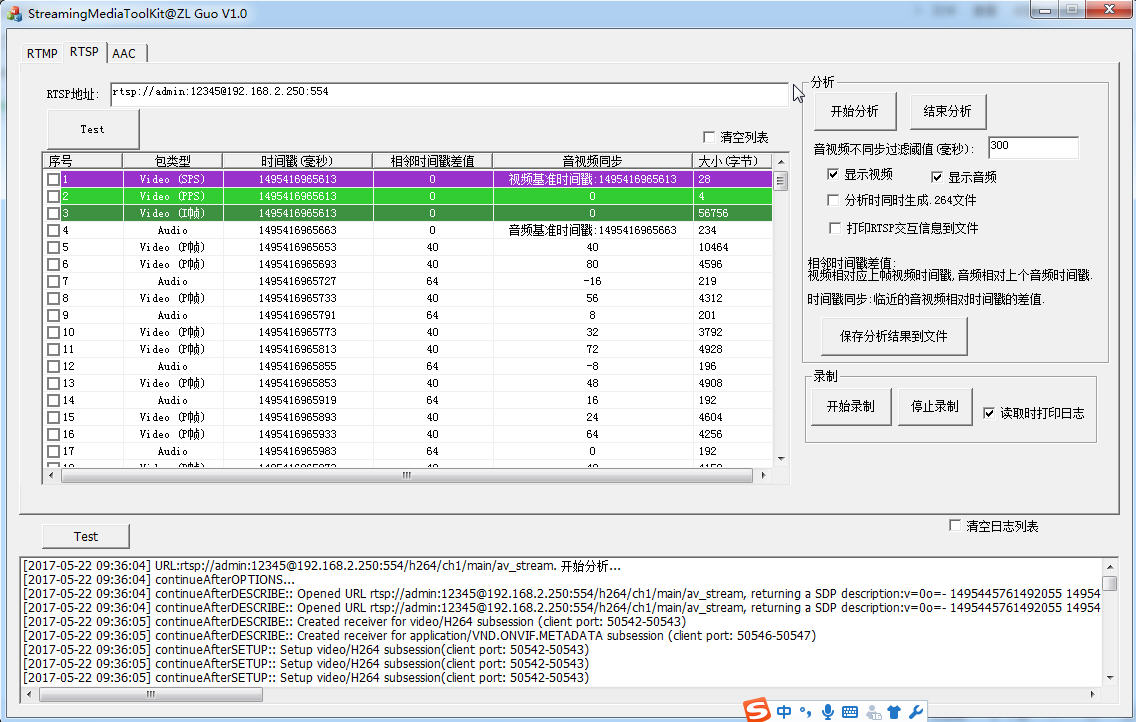 StreamingMediaToolKit@ZL Guo V1.0
RTMP RTSP AAC
RTSP地址: rtsp://admin:12345@192.168.2.250:554
Test
清空列表
序号 包类型 时间戳(毫秒) 相邻时间戳差值 音视频同步 大小(字节)
1 Video (SPS) 1495416965613 0 视频基准时间戳:1495416965613 28
2 Video (PPS) 1495416965613 0 0 4
3 Video (I帧) 1495416965613 0 0 56756
4 Audio 1495416965663 0 音频基准时间戳:1495416965663 234
5 Video (P帧) 1495416965653 40 40 10464
6 Video (P帧) 1495416965693 40 80 4596
7 Audio 1495416965727 64 -16 219
8 Video (P帧) 1495416965733 40 56 4312
9 Audio 1495416965791 64 8 201
10 Video (P帧) 1495416965773 40 32 3792
11 Video (P帧) 1495416965813 40 72 4928
12 Audio 1495416965855 64 -8 196
13 Video (P帧) 1495416965853 40 48 4908
14 Audio 1495416965919 64 16 192
15 Video (P帧) 1495416965893 40 24 4604
16 Video (P帧) 1495416965933 40 64 4256
17 Audio 1495416965983 64 0 192
分析
开始分析 结束分析
音视频不同步过滤阈值(毫秒): 300
显示视频 显示音频
分析时同时生成.264文件
打印RTSP交互信息到文件
相邻时间戳差值:
视频相对应上帧视频时间戳,音频相对上个音频时间戳.
时间戳同步:临近的音视频相对时间戳的差值.
保存分析结果到文件
录制
开始录制 停止录制 读取时打印日志
Test
清空日志列表
[2017-05-22 09:36:04] URL:rtsp://admin:12345@192.168.2.250:554/h264/ch1/main/av_stream. 开始分析...
[2017-05-22 09:36:04] continueAfterOPTIONS...
[2017-05-22 09:36:04] continueAfterDESCRIBE:: Opened URL rtsp://admin:12345@192.168.2.250:554/h264/ch1/main/av_stream, returning a SDP description:v=0o=- 1495445761492055 14954
[2017-05-22 09:36:04] continueAfterDESCRIBE:: Opened URL rtsp://admin:12345@192.168.2.250:554/h264/ch1/main/av_stream, returning a SDP description:v=0o=- 1495445761492055 14954
[2017-05-22 09:36:05] continueAfterDESCRIBE:: Created receiver for video/H264 subsession (client port: 50542-50543)
[2017-05-22 09:36:05] continueAfterDESCRIBE:: Created receiver for application/VND.ONVIF.METADATA subsession (client port: 50546-50547)
[2017-05-22 09:36:05] continueAfterSETUP:: Setup video/H264 subsession(client port: 50542-50543)
[2017-05-22 09:36:05] continueAfterSETUP:: Setup video/H264 subsession(client port: 50542-50543)
[2017-05-22 09:36:05] continueAfterSETUP:: Setup video/H264 subsession(client port: 50542-50543)
S 中